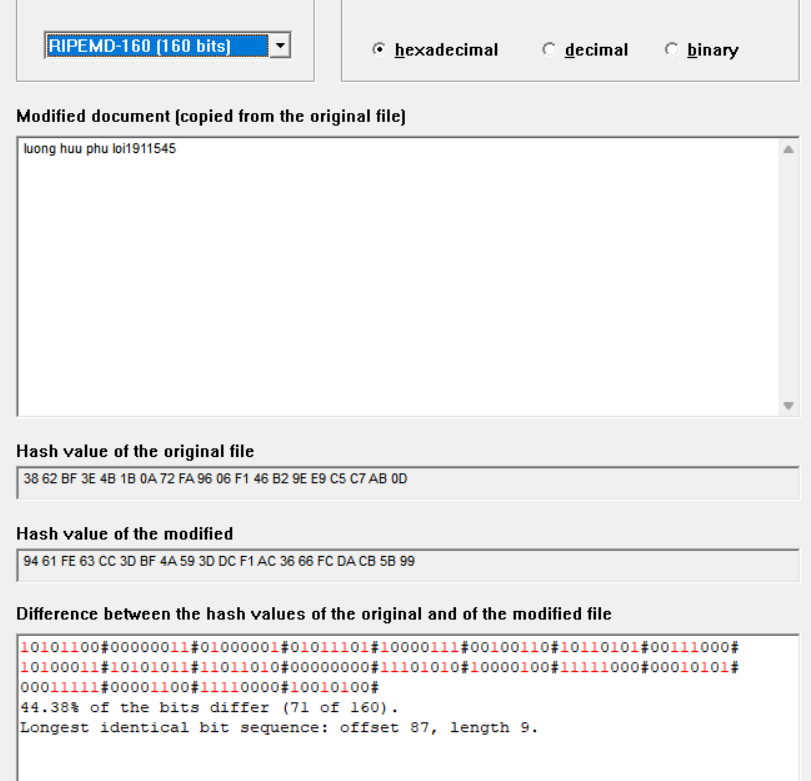 RIPEMD-160 (160 bits)
hexadecimal decimal binary
Modified document (copied from the original file)
luong huu phu loi1911545
Hash value of the original file
38 62 BF 3E 4B 1B 0A 72 FA 96 06 F1 46 B2 9E E9 C5 C7 AB 0D
Hash value of the modified
94 61 FE 63 CC 3D BF 4A 59 3D DC F1 AC 36 66 FC DA CB 5B 99
Difference between the hash values of the original and of the modified file
10101100#00000011#01000001#01011101#10000111#00100110#10110101#00111000#
10100011#10101011#11011010#00000000#11101010#10000100#11111000#00010101#
00011111#00001100#11110000#10010100#
44.38% of the bits differ (71 of 160).
Longest identical bit sequence: offset 87, length 9.